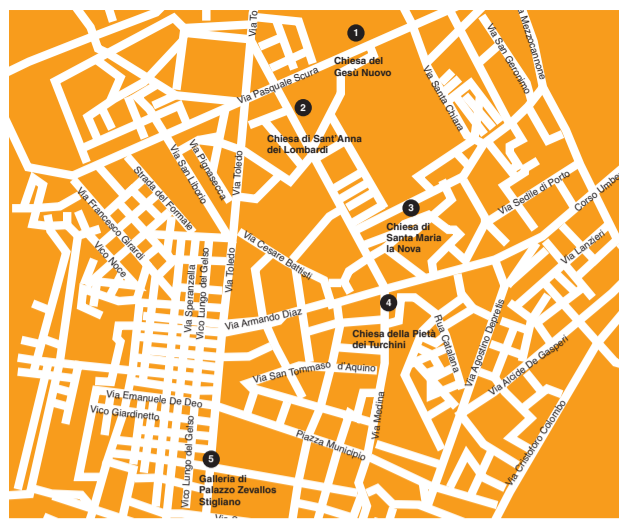 Via To
a Mezzocannone
1
Chiesa del
Gesù Nuovo
Via San Geronimo
Via Pasquale Scura
Via Santa Chiara
2
Chiesa di Sant'Anna
dei Lombardi
Via Pignasecca
Via San Liborio
Via Toledo
Strada del Formale
Via Francesco Girardi
3
Chiesa di
Santa Maria
la Nova
Via Sedile di Porto
Corso Umbe
Via Lanzieri
Vico Noce
Via Cesare Battisti
Via Toledo
Via Speranzella
Vico Lungo del Gelso
4
Chiesa della Pietà
dei Turchini
Via Armando Diaz
Rua Catalana
Via Agostino Depretis
Via Alcide De Gasperi
Via San Tommaso d'Aquino
Via Medina
Via Emanuele De Deo
Vico Giardinetto
Vico Lungo del Gelso
Piazza Municipio
Via Cristoforo Colombo
5
Galleria di
Palazzo Zevallos
Stigliano